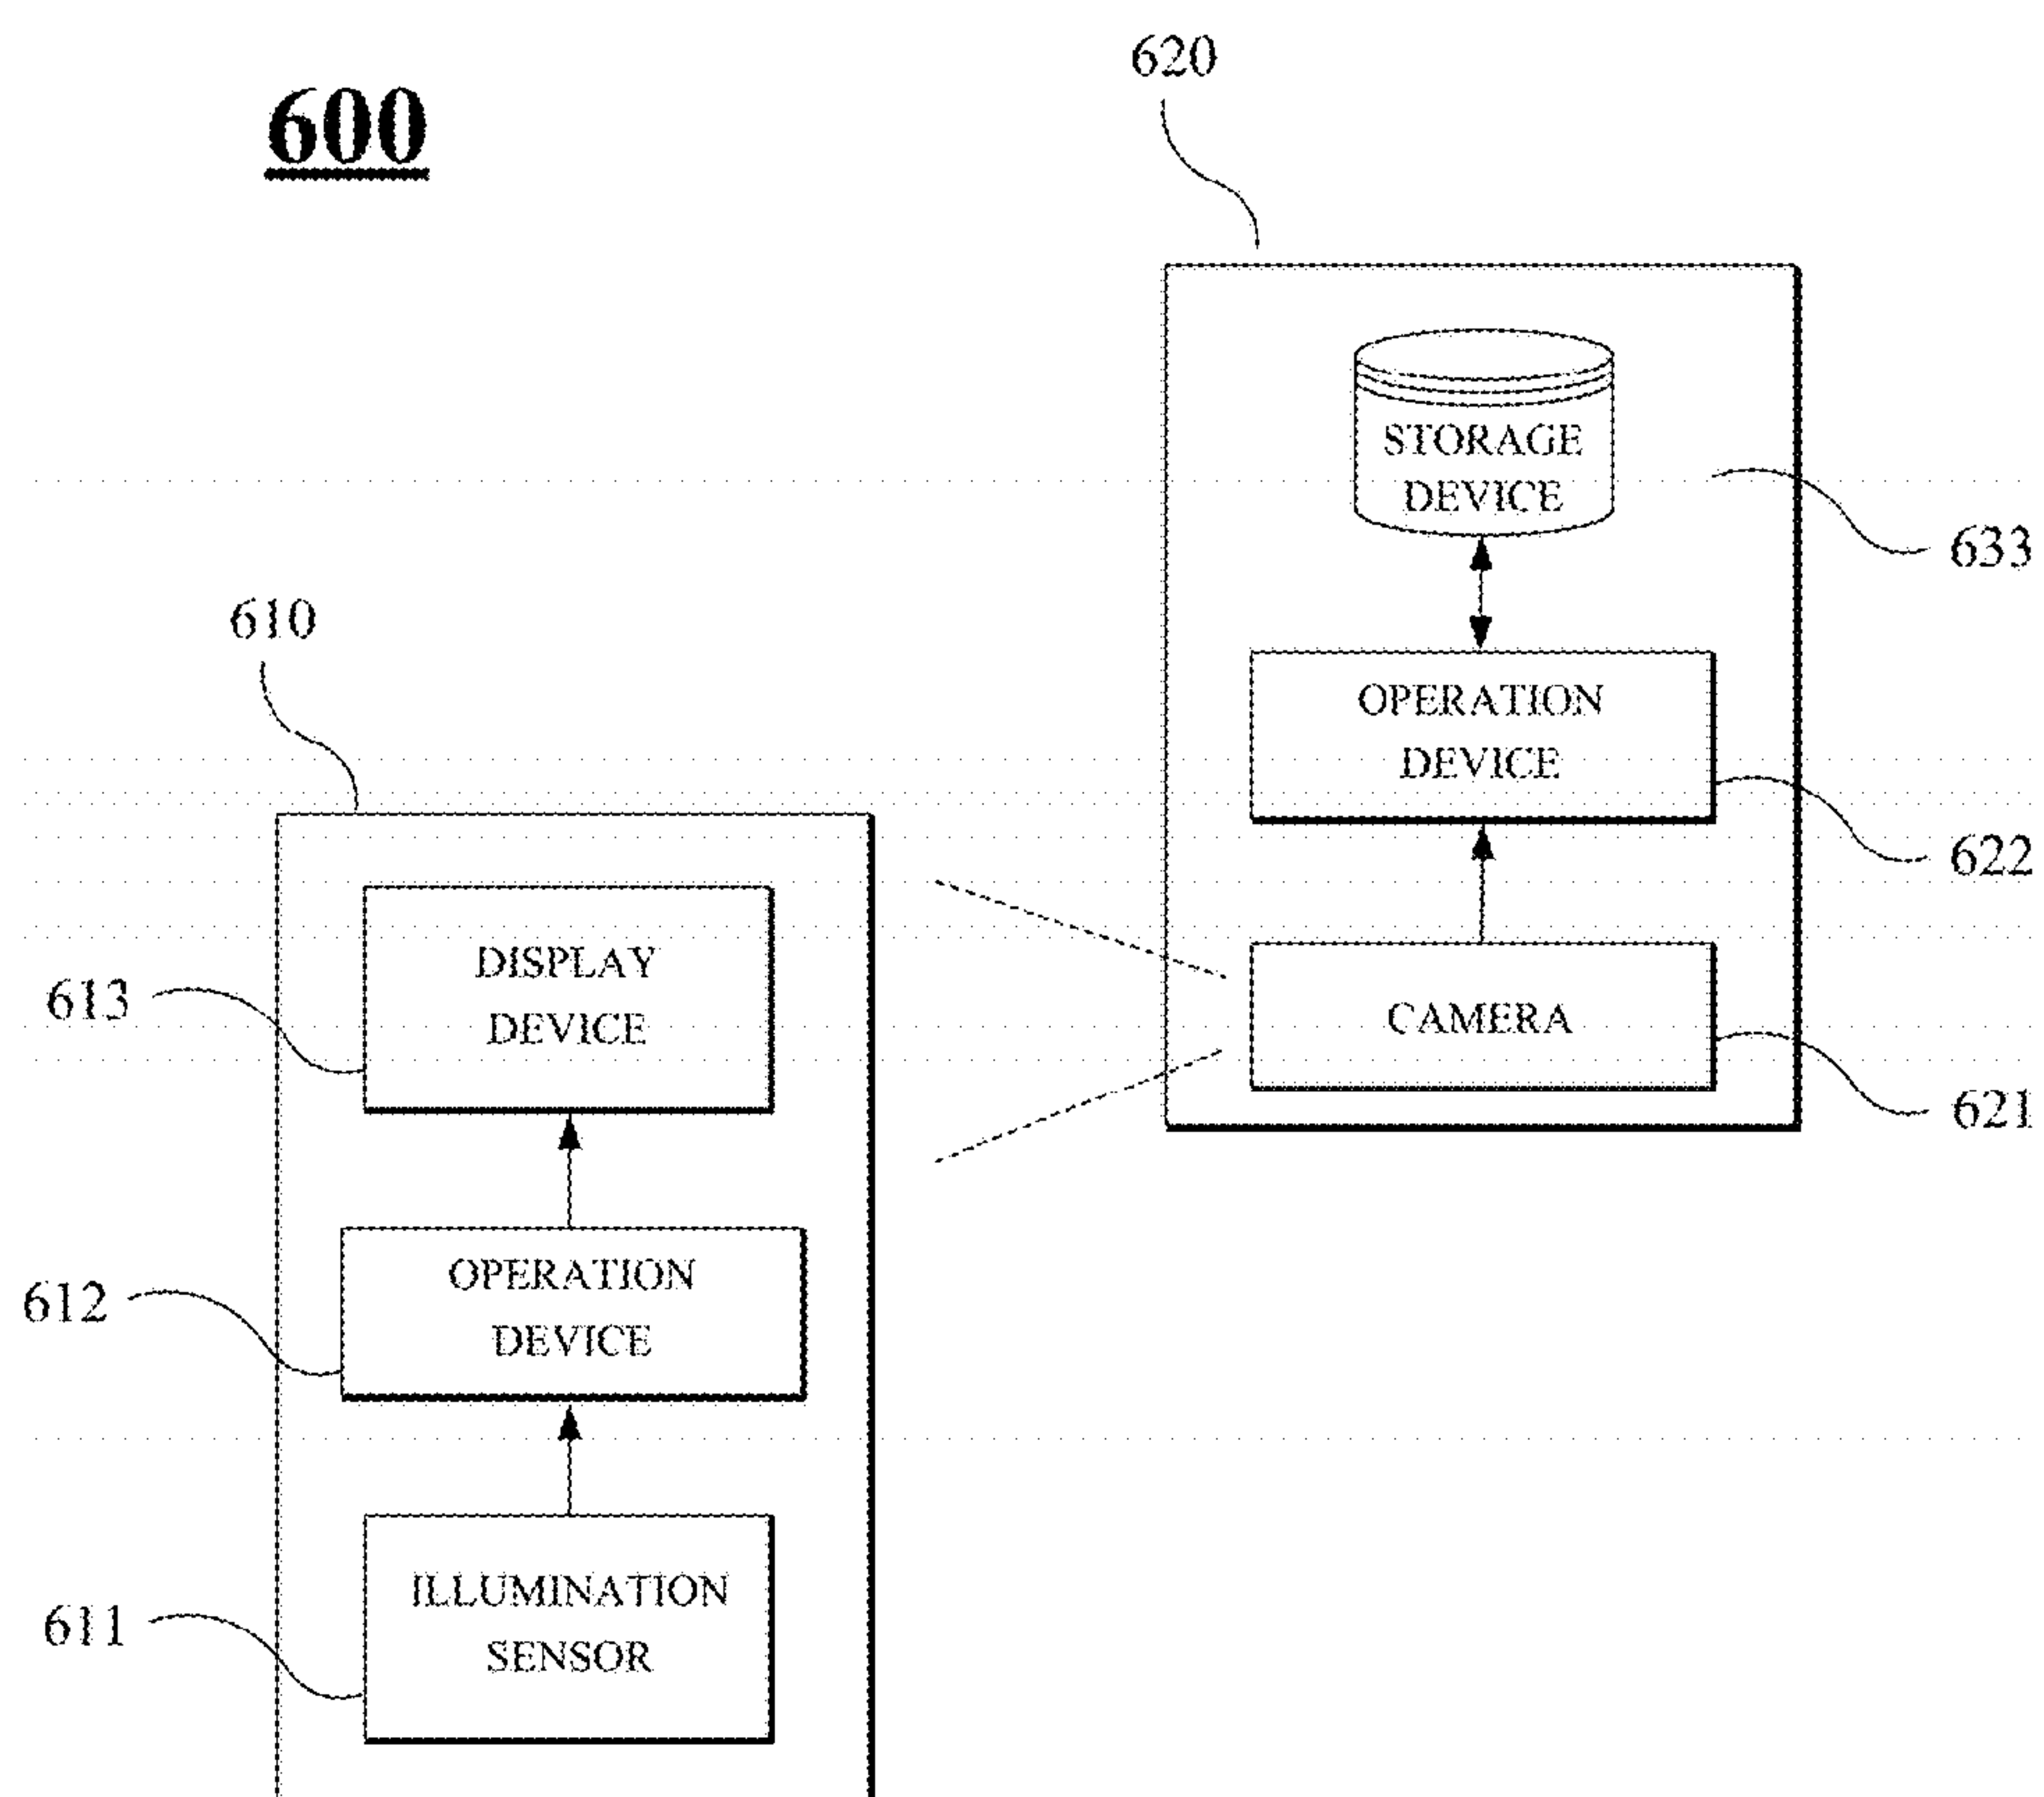 600
620
STORAGE
DEVICE
633
OPERATION
DEVICE
622
CAMERA
621
610
DISPLAY
DEVICE
613
OPERATION
DEVICE
612
ILLUMINATION
SENSOR
611